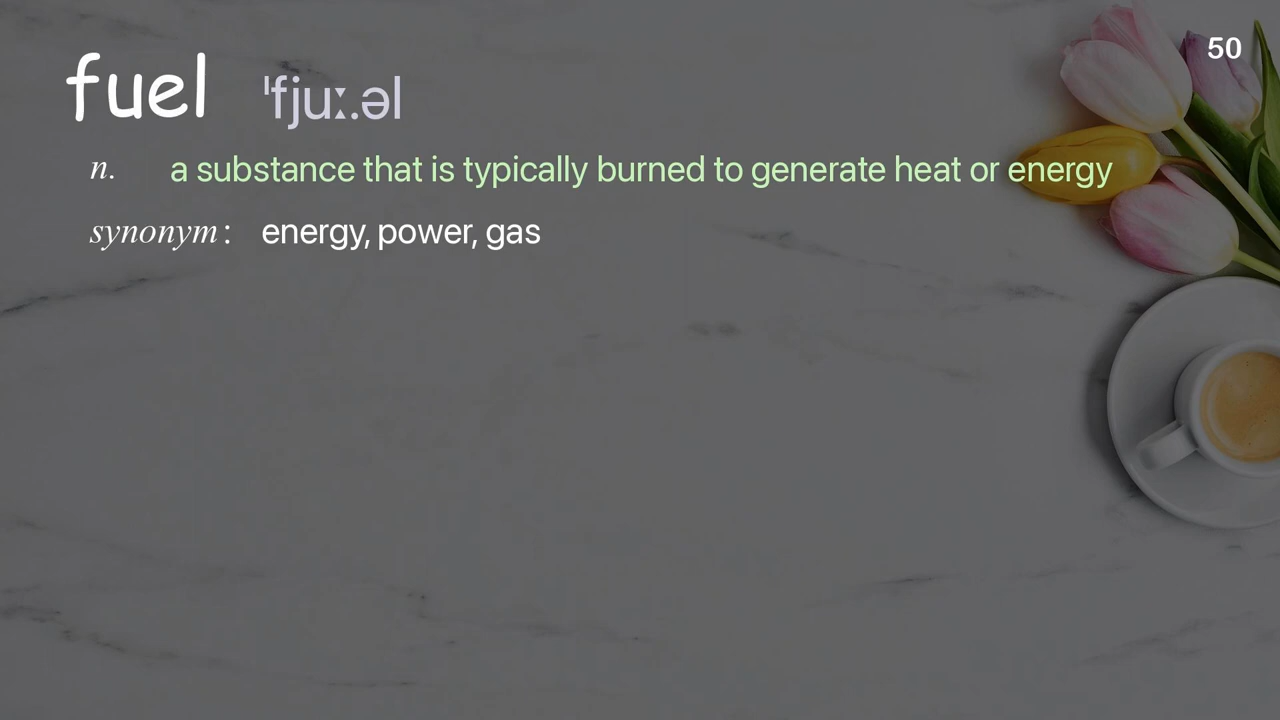 50
fuel ˈfjuː.əl
n. a substance that is typically burned to generate heat or energy
synonym: energy, power, gas